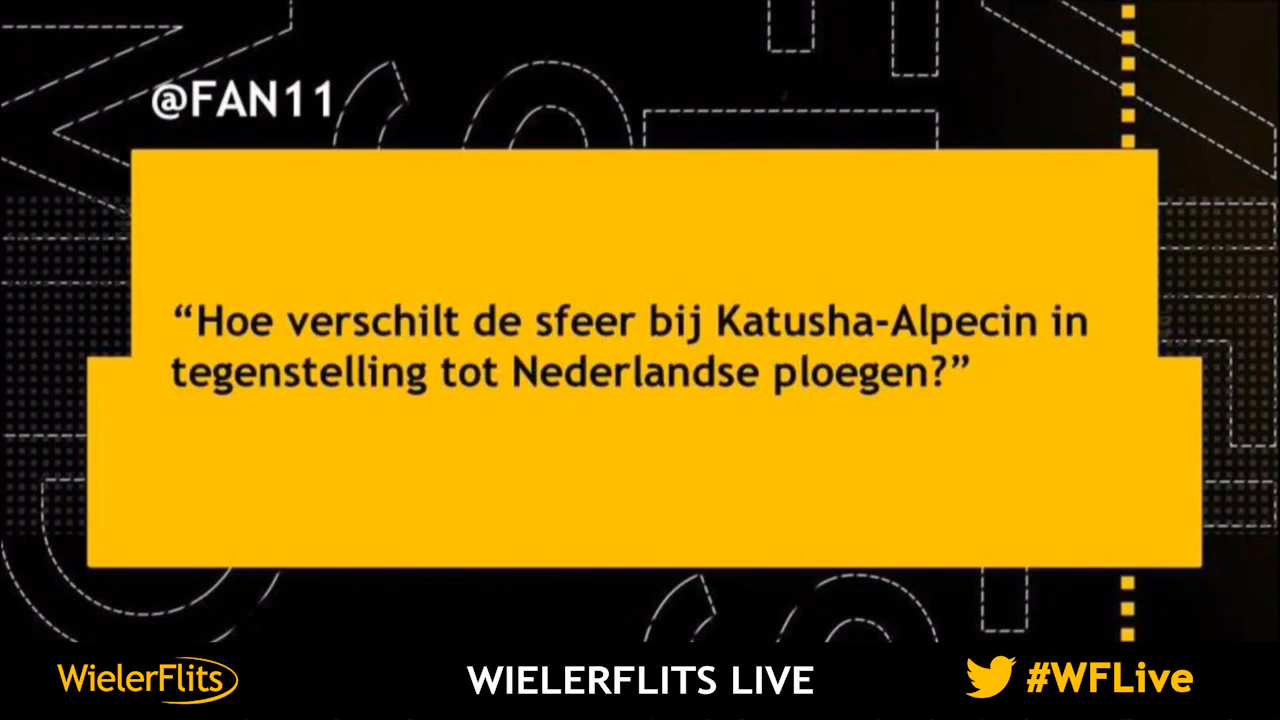 @FAN11
“Hoe verschilt de sfeer bij Katusha-Alpecin in
tegenstelling tot Nederlandse ploegen?”
WielerFlits
WIELERFLITS LIVE
#WFLive